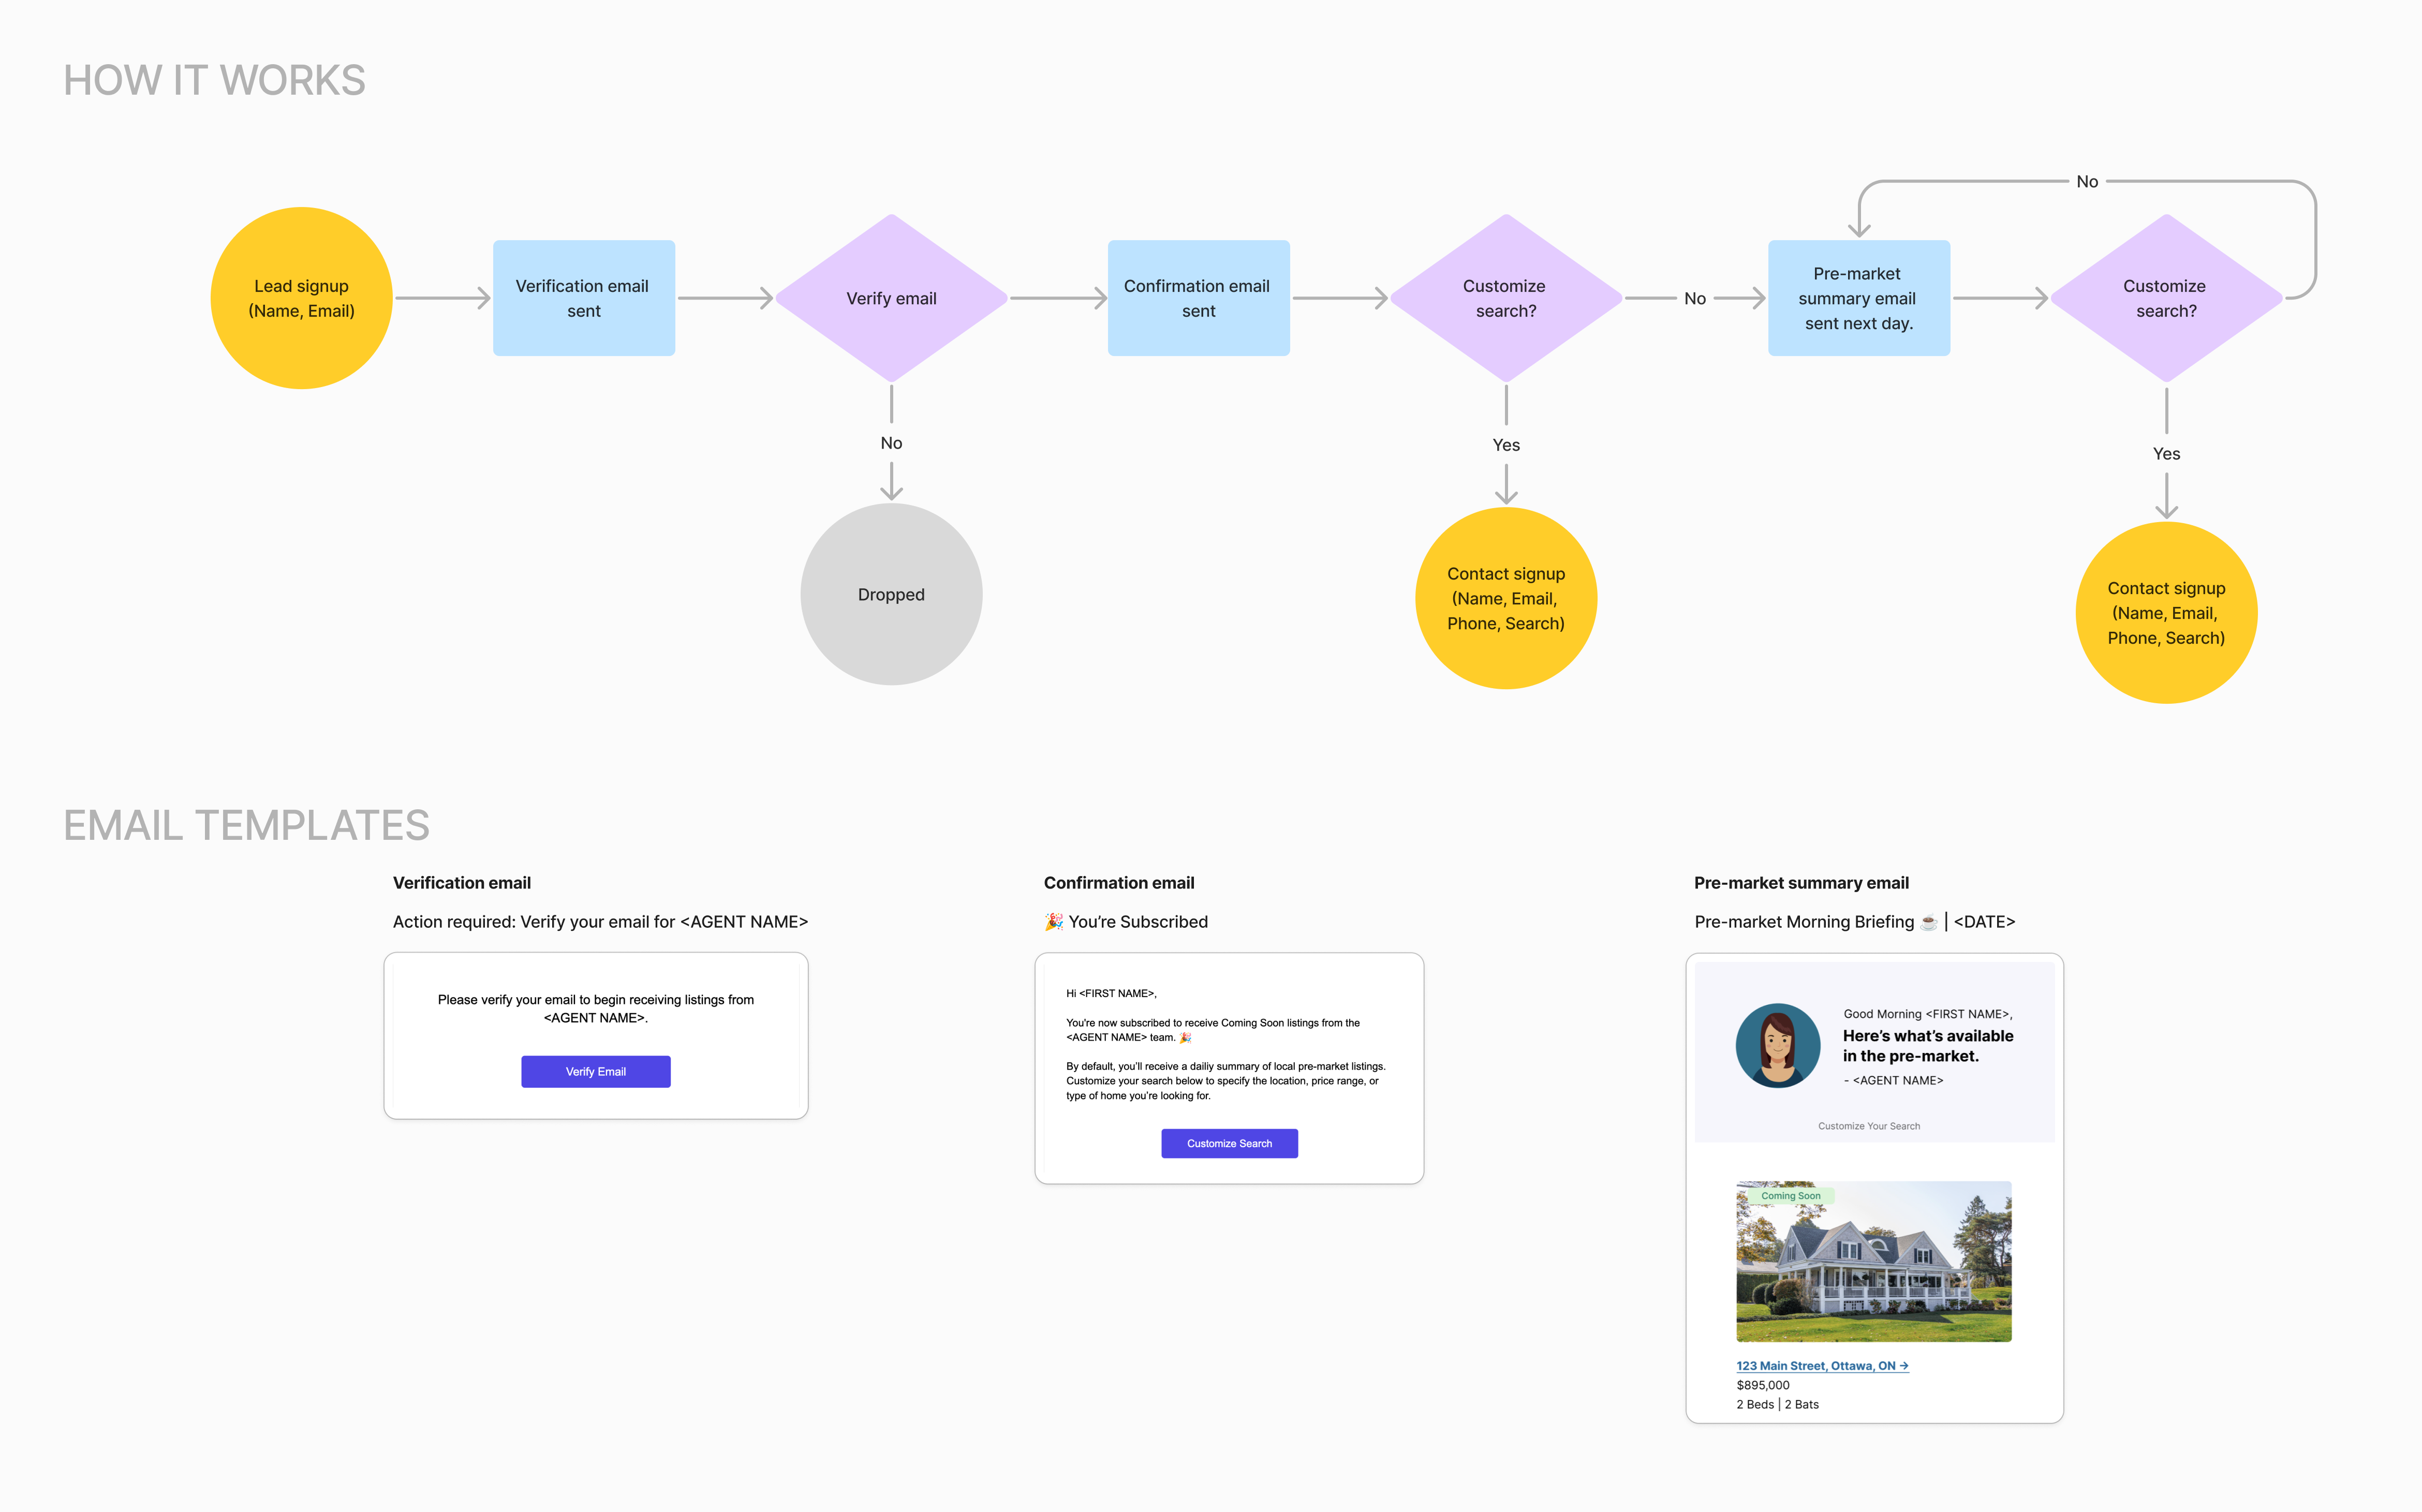 HOW IT WORKS
No
Lead signup
(Name, Email)
Verification email
sent
Verify email
Confirmation email
sent
Customize
search?
No
Pre-market
summary email
sent next day.
Customize
search?
No
Yes
Yes
Dropped
Contact signup
(Name, Email,
Phone, Search)
Contact signup
(Name, Email,
Phone, Search)
EMAIL TEMPLATES
Verification email
Action required: Verify your email for <AGENT NAME>
Please verify your email to begin receiving listings from
<AGENT NAME>.
Verify Email
Confirmation email
🎉 You’re Subscribed
Hi <FIRST NAME>,
You're now subscribed to receive Coming Soon listings from the
<AGENT NAME> team. 🎉
By default, you’ll receive a dailiy summary of local pre-market listings.
Customize your search below to specify the location, price range, or
type of home you’re looking for.
Customize Search
Pre-market summary email
Pre-market Morning Briefing ☕ | <DATE>
Good Morning <FIRST NAME>,
Here’s what’s available
in the pre-market.
- <AGENT NAME>
Customize Your Search
Coming Soon
123 Main Street, Ottawa, ON →
$895,000
2 Beds | 2 Bats